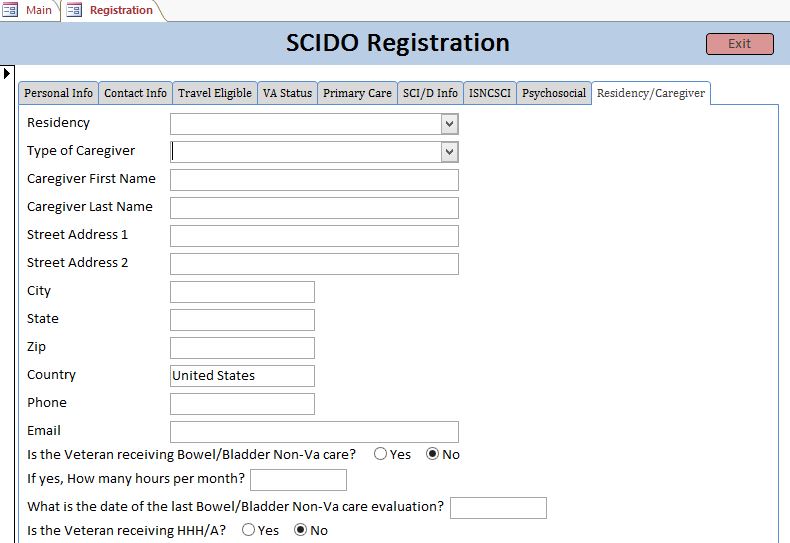 Main Registration
SCIDO Registration Exit
Personal Info Contact Info Travel Eligible VA Status Primary Care SCI/D Info ISNCSCI Psychosocial Residency/Caregiver
Residency
Type of Caregiver
Caregiver First Name
Caregiver Last Name
Street Address 1
Street Address 2
City
State
Zip
Country United States
Phone
Email
Is the Veteran receiving Bowel/Bladder Non-Va care? Yes No
If yes, How many hours per month?
What is the date of the last Bowel/Bladder Non-Va care evaluation?
Is the Veteran receiving HHH/A? Yes No